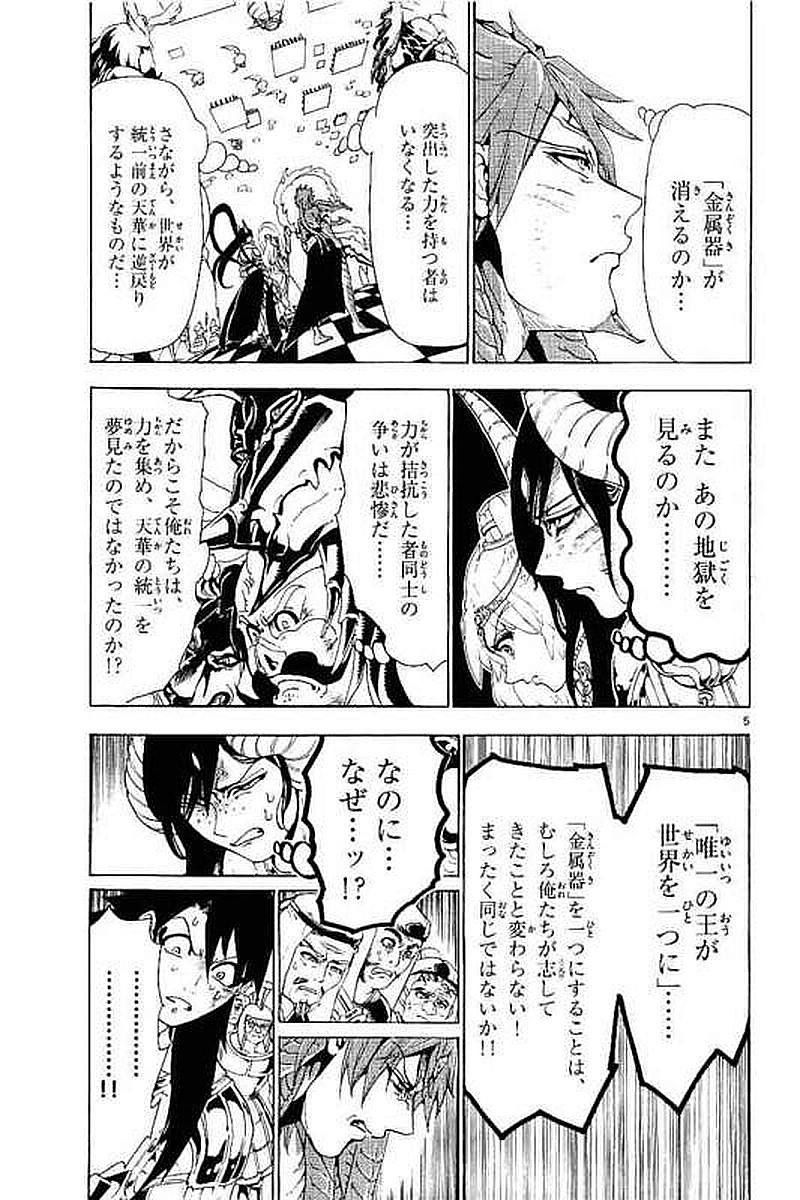 「金属器」が
消えるのか…
突出した力を持つ者は
いなくなる…
さながら、世界が
統一前の天華に逆戻り
するようなものだ…
また あの地獄を
見るのか………
力が拮抗した者同士の
争いは悲惨だ……
だからこそ俺たちは、
力を集め、天華の統一を
夢見たのではなかったのか!?
5
「唯一の王が
世界を一つに」……
「金属器」を一つにすることは、
むしろ俺たちが志して
きたことと変わらない！
まったく同じではないか!!
なのに…
なぜ…ッ!?
…………
…………!!